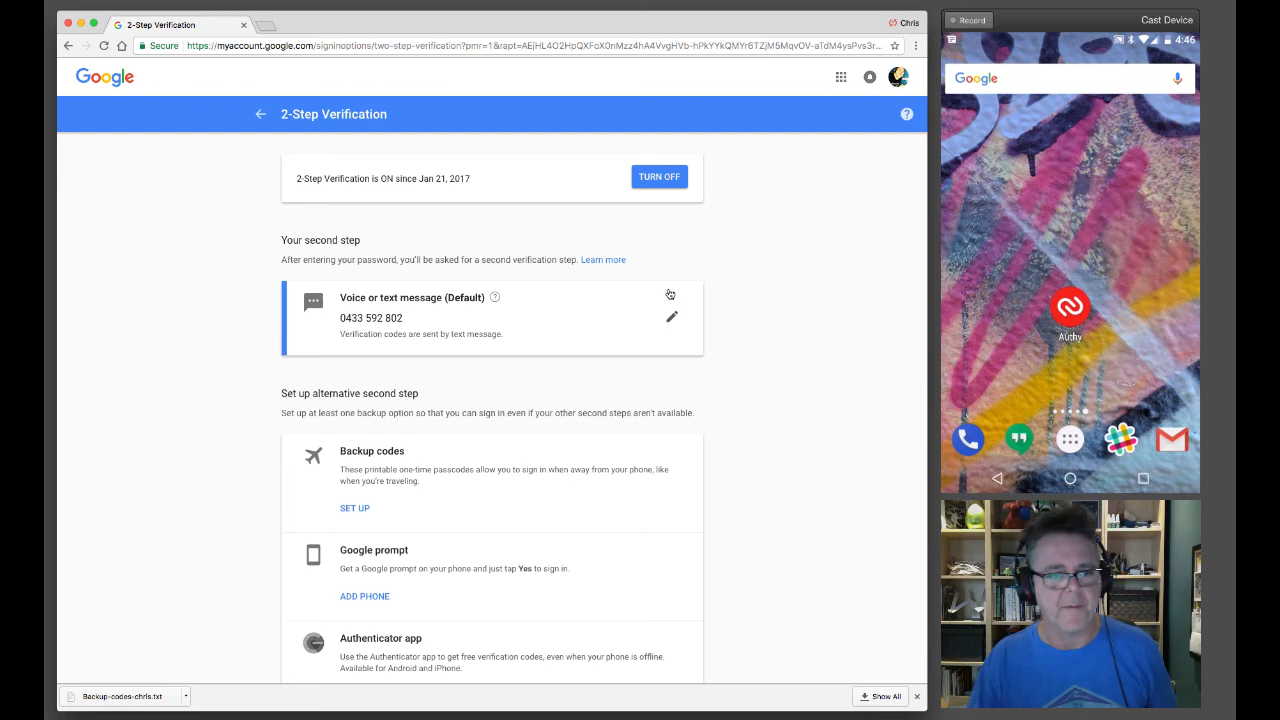 2-Step Verification
Chris
Secure
https://myaccount.google.com/signinoptions/two-step-verification?pmr=1&rapt=
Google
2-Step Verification
2-Step Verification is ON since Jan 21, 2017
TURN OFF
Your second step
After entering your password, you'll be asked for a second verification step. Learn more
Voice or text message (Default)
0433 592 802
Verification codes are sent by text message.
Set up alternative second step
Set up at least one backup option so that you can sign in even if your other second steps aren't available.
Backup codes
These printable one-time passcodes allow you to sign in when away from your phone, like
when you're traveling.
SET UP
Google prompt
Get a Google prompt on your phone and just tap Yes to sign in.
ADD PHONE
Authenticator app
Use the Authenticator app to get free verification codes, even when your phone is offline.
Available for Android and iPhone.
Backup-codes-chris.txt
Show All
Record
Cast Device
4:46
Google
Authy